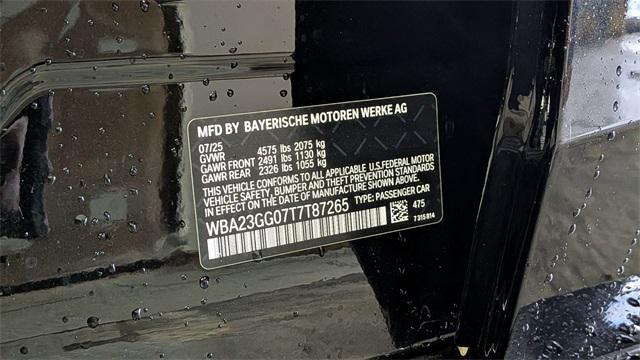 MFD BY BAYERISCHE MOTOREN WERKE AG
07/25
GVWR 4575 lbs 2075 kg
GAWR FRONT 2491 lbs 1130 kg
GAWR REAR 2326 lbs 1055 kg
THIS VEHICLE CONFORMS TO ALL APPLICABLE U.S.FEDERAL MOTOR
VEHICLE SAFETY, BUMPER AND THEFT PREVENTION STANDARDS
IN EFFECT ON THE DATE OF MANUFACTURE SHOWN ABOVE.
WBA23GG07T7T87265 TYPE: PASSENGER CAR
475
7 315 814